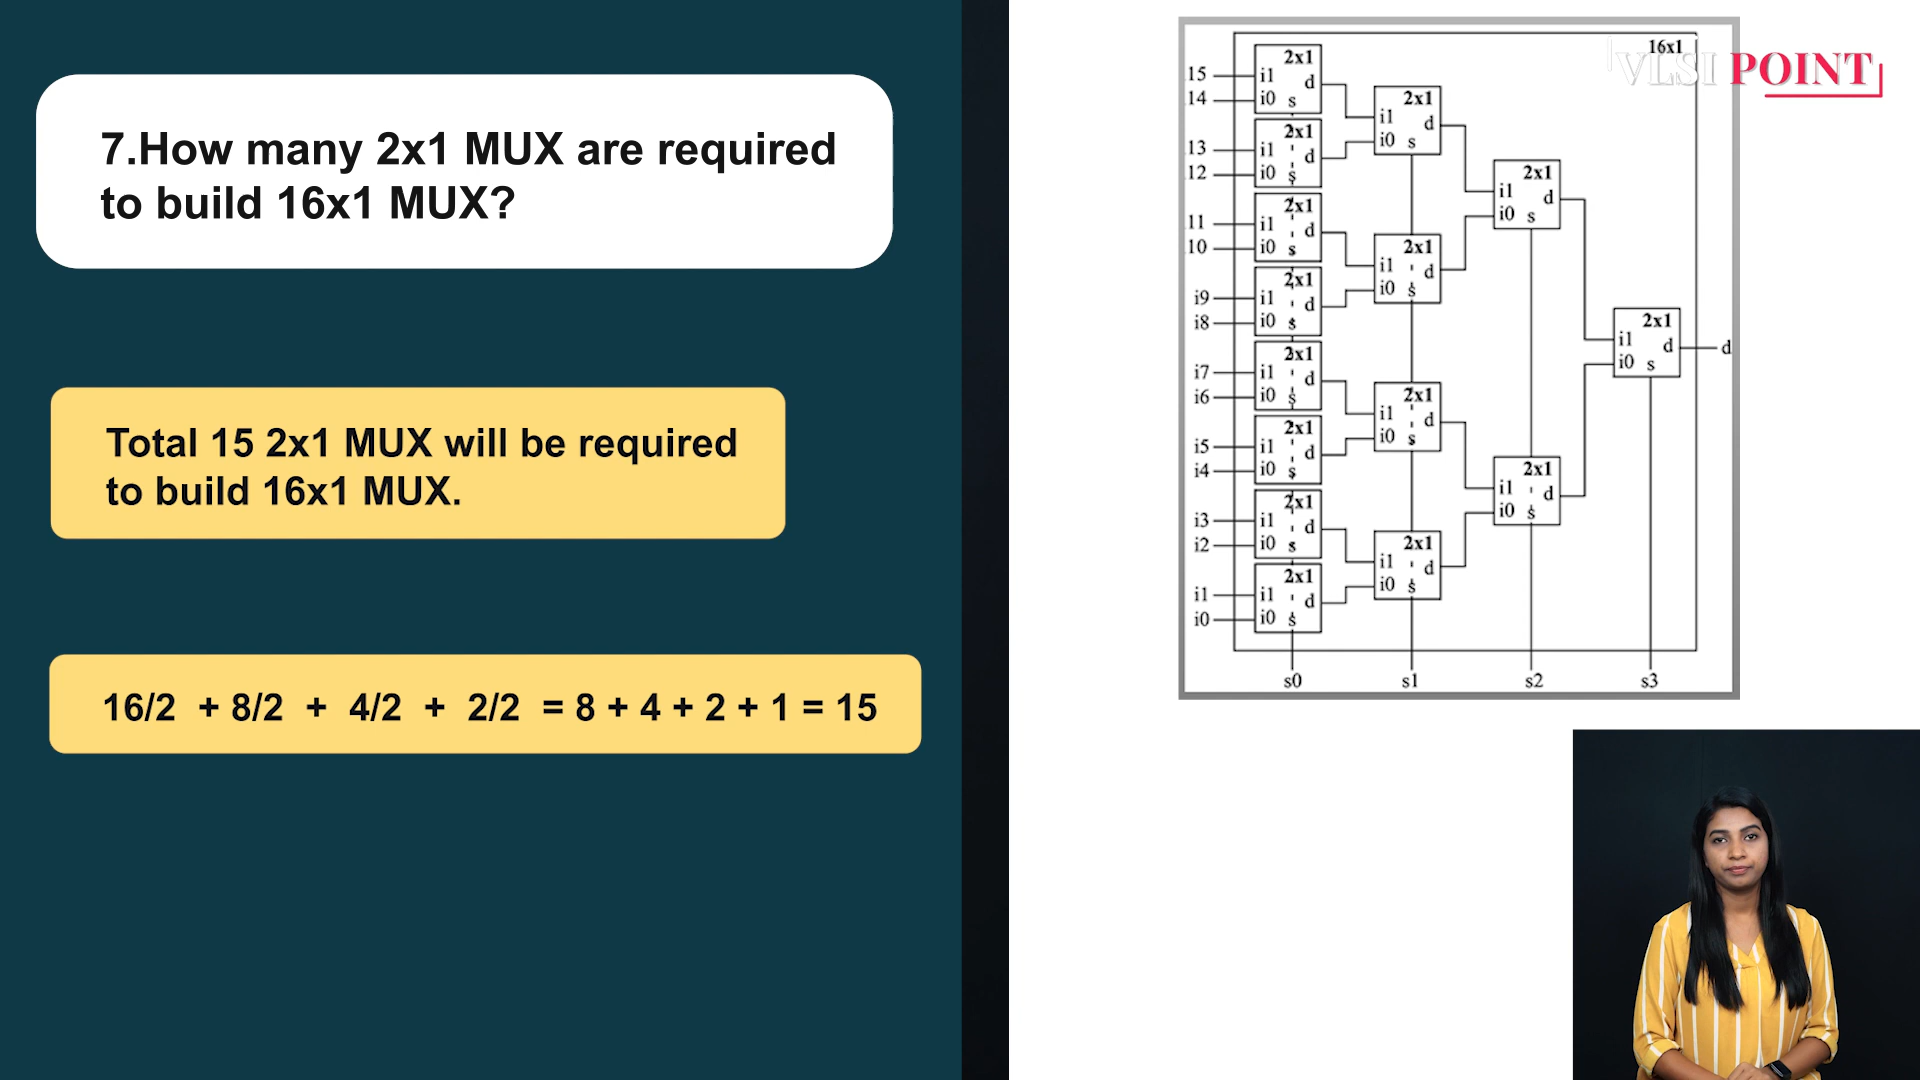 7.How many 2x1 MUX are required
to build 16x1 MUX?
Total 15 2x1 MUX will be required
to build 16x1 MUX.
16/2 + 8/2 + 4/2 + 2/2 = 8 + 4 + 2 + 1 = 15
VLSI POINT
16x1
15
14
13
12
11
10
i9
i8
i7
i6
i5
i4
i3
i2
i1
i0
2x1
i1 d
i0 s
2x1
i1 d
i0 s
2x1
i1 d
i0 s
2x1
i1 d
i0 s
2x1
i1 d
i0 s
2x1
i1 d
i0 s
2x1
i1 d
i0 s
2x1
i1 d
i0 s
2x1
i1 d
i0 s
2x1
i1 d
i0 s
2x1
i1 d
i0 s
2x1
i1 d
i0 s
2x1
i1 d
i0 s
2x1
i1 d
i0 s
2x1
i1 d
i0 s
d
s0 s1 s2 s3